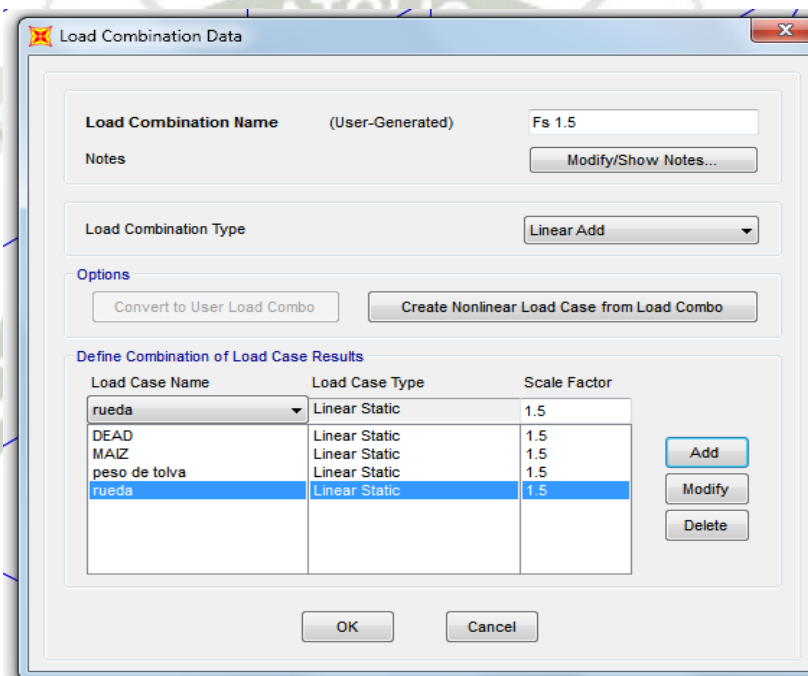 Load Combination Data
Load Combination Name (User-Generated) Fs 1.5
Notes Modify/Show Notes...
Load Combination Type Linear Add
Options
Convert to User Load Combo Create Nonlinear Load Case from Load Combo
Define Combination of Load Case Results
Load Case Name Load Case Type Scale Factor
rueda Linear Static 1.5
DEAD Linear Static 1.5
MAIZ Linear Static 1.5
peso de tolva Linear Static 1.5
rueda Linear Static 1.5
Add
Modify
Delete
OK Cancel